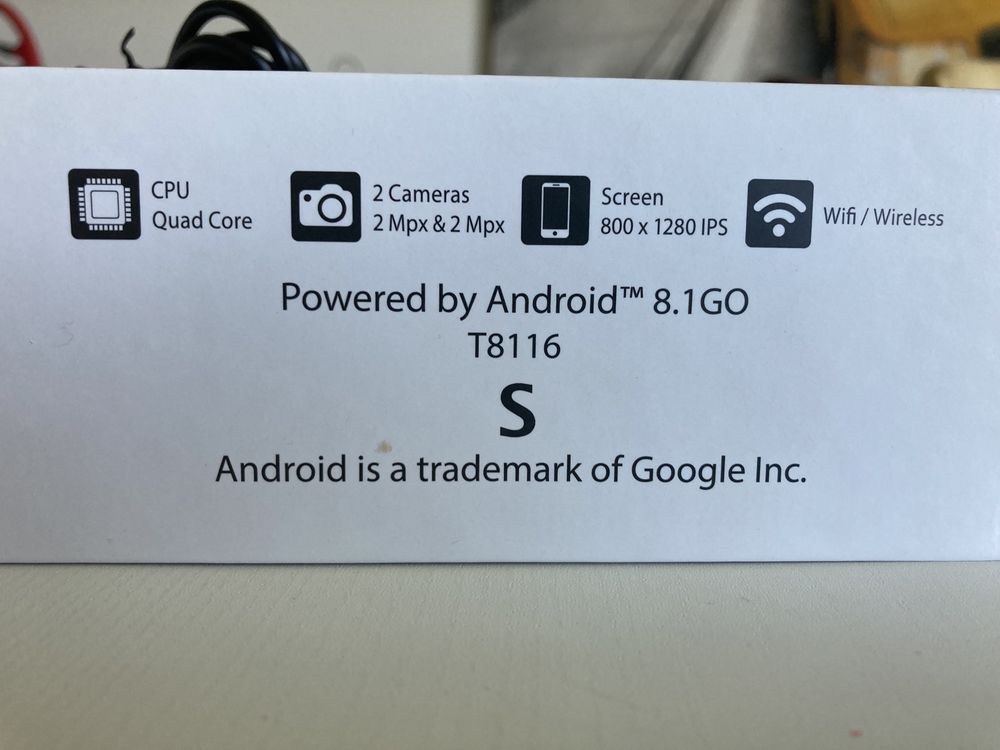 CPU
Quad Core
2 Cameras
2 Mpx & 2 Mpx
Screen
800 x 1280 IPS
Wifi / Wireless
Powered by Android™ 8.1GO
T8116
S
Android is a trademark of Google Inc.